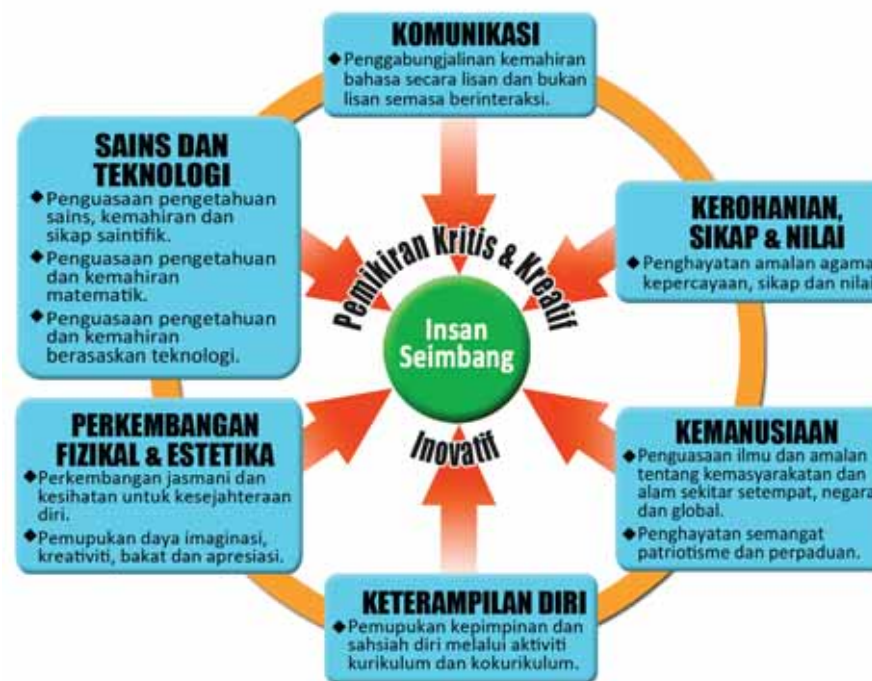 KOMUNIKASI
◆Penggabungjalinan kemahiran
bahasa secara lisan dan bukan
lisan semasa berinteraksi.
SAINS DAN
TEKNOLOGI
◆Penguasaan pengetahuan
sains, kemahiran dan
sikap saintifik.
◆Penguasaan pengetahuan
dan kemahiran
matematik.
◆Penguasaan pengetahuan
dan kemahiran
berasaskan teknologi.
KEROHANIAN,
SIKAP & NILAI
◆Penghayatan amalan agama
kepercayaan, sikap dan nilai
Pemikiran Kritis & Kreatif
Insan
Seimbang
Inovatif
PERKEMBANGAN
FIZIKAL & ESTETIKA
◆Perkembangan jasmani dan
kesihatan untuk kesejahteraan
diri.
◆Pemupukan daya imaginasi,
kreativiti, bakat dan apresiasi.
KEMANUSIAAN
◆Penguasaan ilmu dan amalan
tentang kemasyarakatan dan
alam sekitar setempat, negara
dan global.
◆Penghayatan semangat
patriotisme dan perpaduan.
KETERAMPILAN DIRI
◆Pemupukan kepimpinan dan
sahsiah diri melalui aktiviti
kurikulum dan kokurikulum.